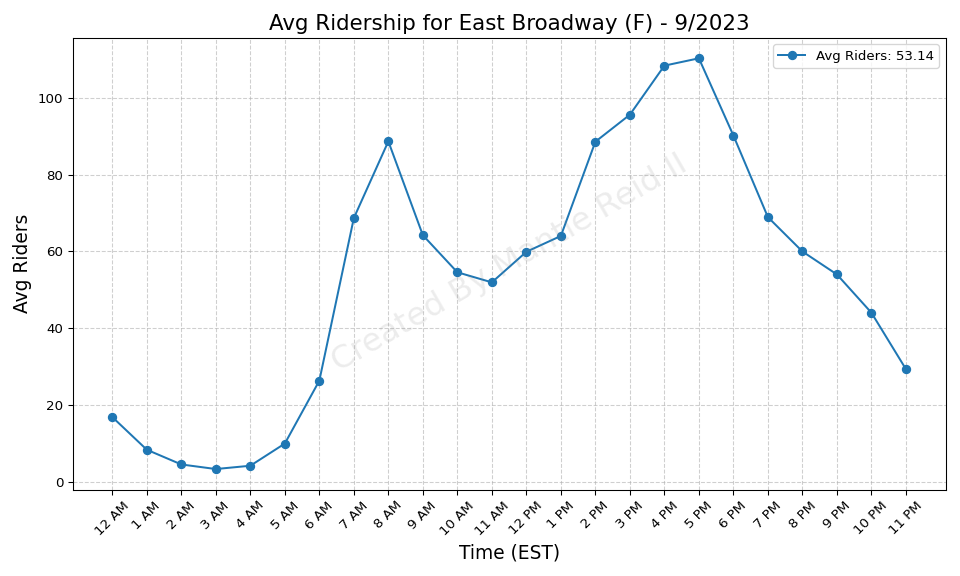 Avg Ridership for East Broadway (F) - 9/2023
Avg Riders: 53.14
Avg Riders
100
80
60
40
20
0
Created By Mantie Reid II
12 AM
1 AM
2 AM
3 AM
4 AM
5 AM
6 AM
7 AM
8 AM
9 AM
10 AM
11 AM
12 PM
1 PM
2 PM
3 PM
4 PM
5 PM
6 PM
7 PM
8 PM
9 PM
10 PM
11 PM
Time (EST)